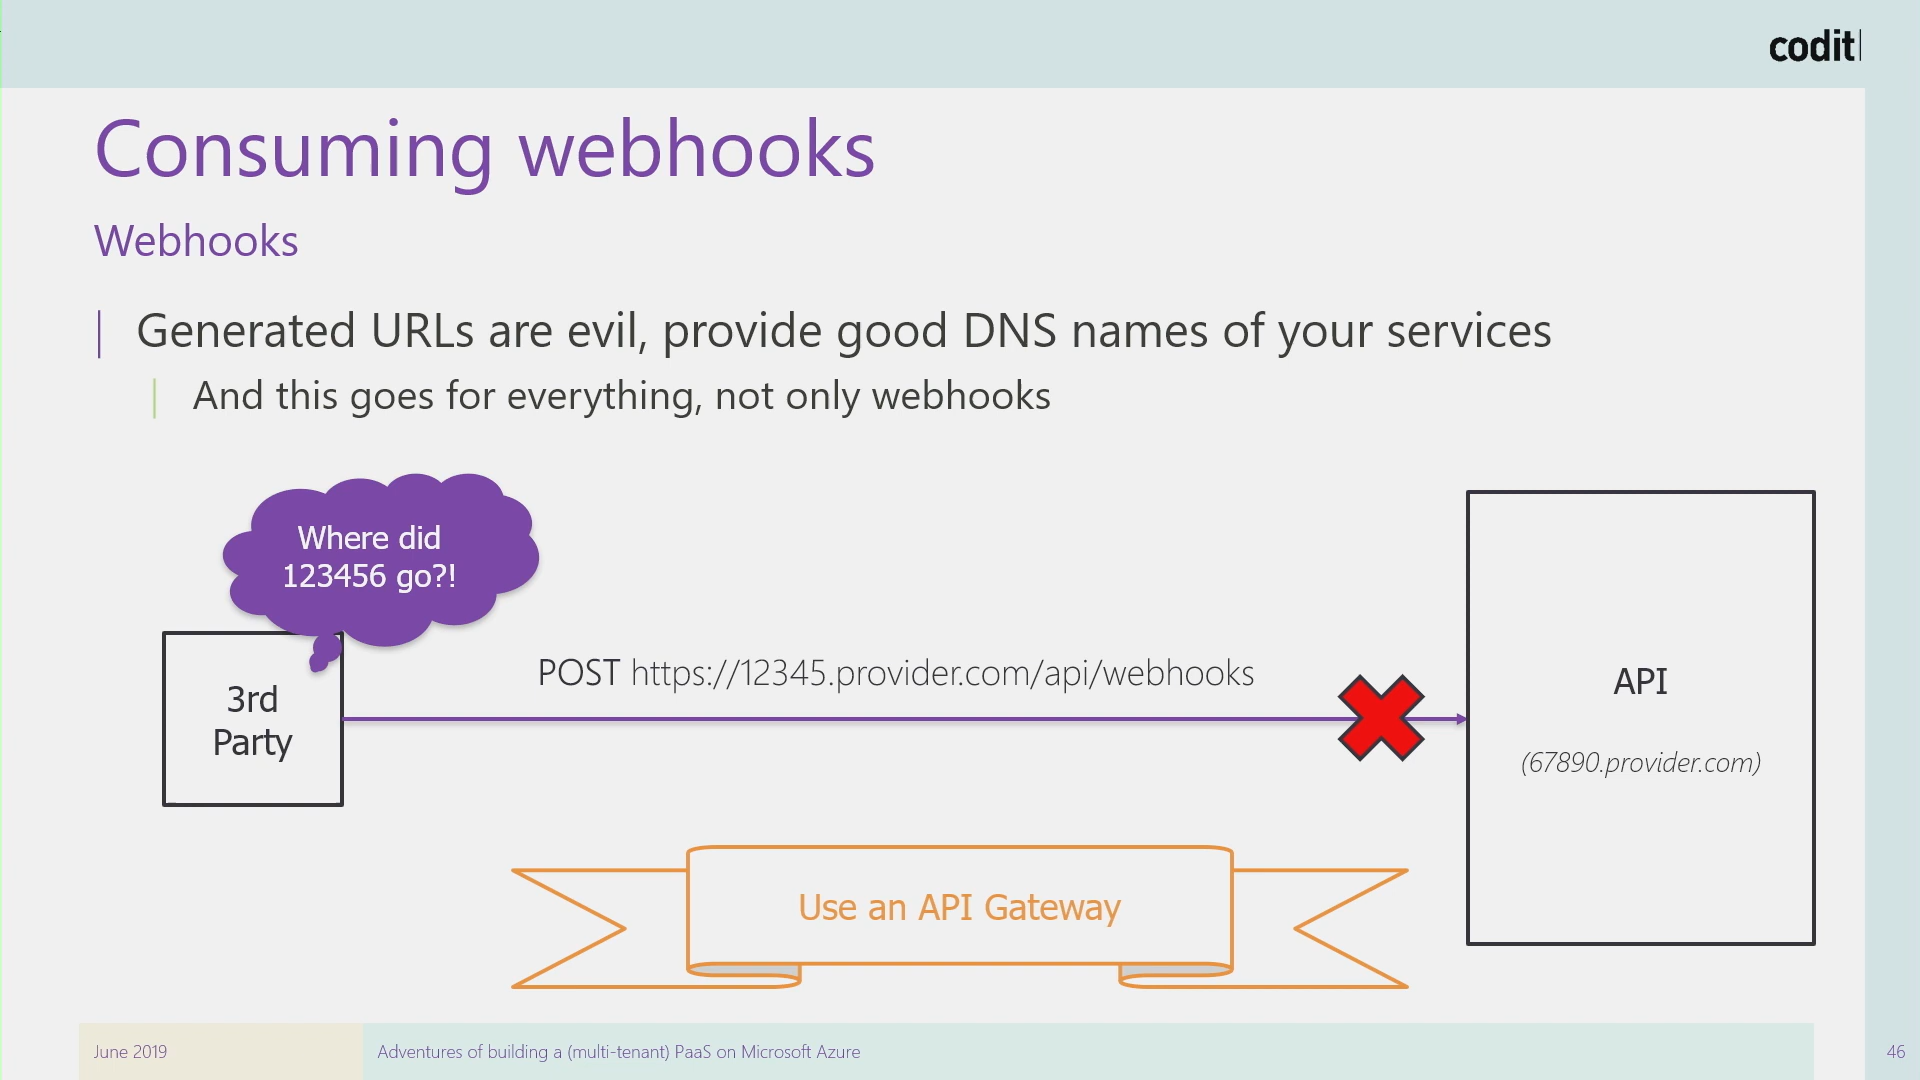 codit
Consuming webhooks
Webhooks
Generated URLs are evil, provide good DNS names of your services
And this goes for everything, not only webhooks
Where did
123456 go?!
3rd
Party
POST https://12345.provider.com/api/webhooks
API
(67890.provider.com)
Use an API Gateway
June 2019
Adventures of building a (multi-tenant) PaaS on Microsoft Azure
46